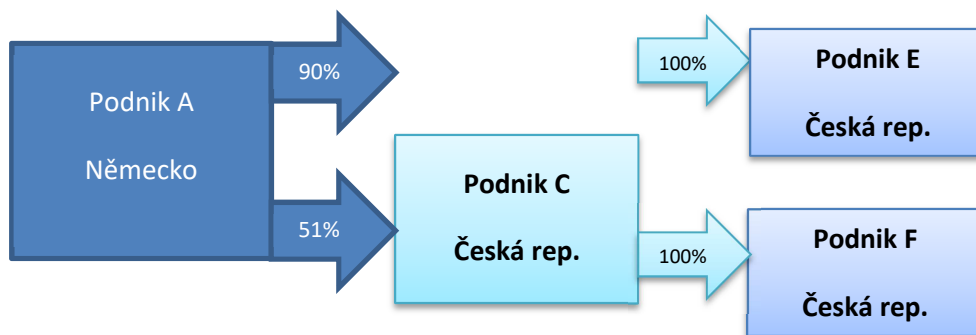 Podnik A
Německo
90%
51%
Podnik C
Česká rep.
100%
100%
Podnik E
Česká rep.
Podnik F
Česká rep.